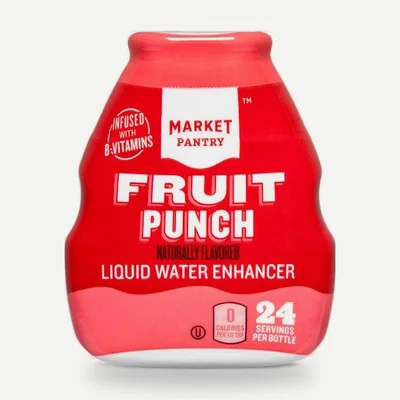 INFUSED
WITH
B-VITAMINS
MARKET
PANTRY
™
FRUIT
PUNCH
NATURALLY FLAVORED
LIQUID WATER ENHANCER
U
0
CALORIES
24
SERVINGS
PER BOTTLE